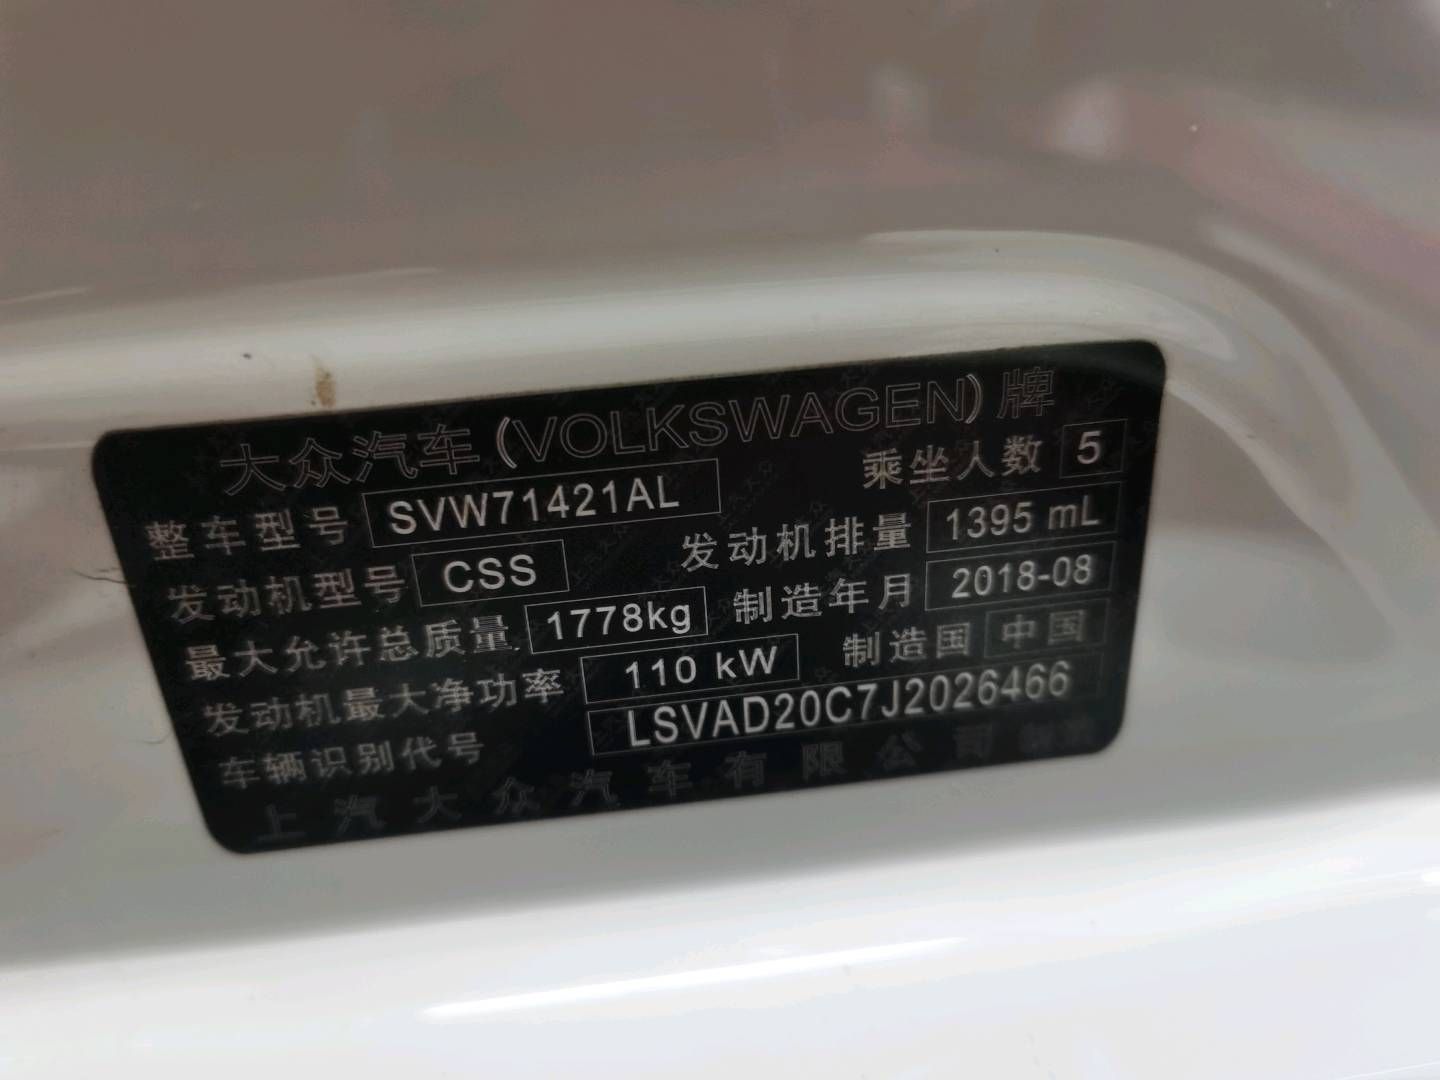 大众汽车(VOLKSWAGEN)牌
整车型号 SVW71421AL 乘坐人数 5
发动机型号 CSS 发动机排量 1395 mL
最大允许总质量 1778kg 制造年月 2018-08
发动机最大净功率 110 kW 制造国 中国
车辆识别代号 LSVAD20C7J2026466
上汽大众汽车有限公司